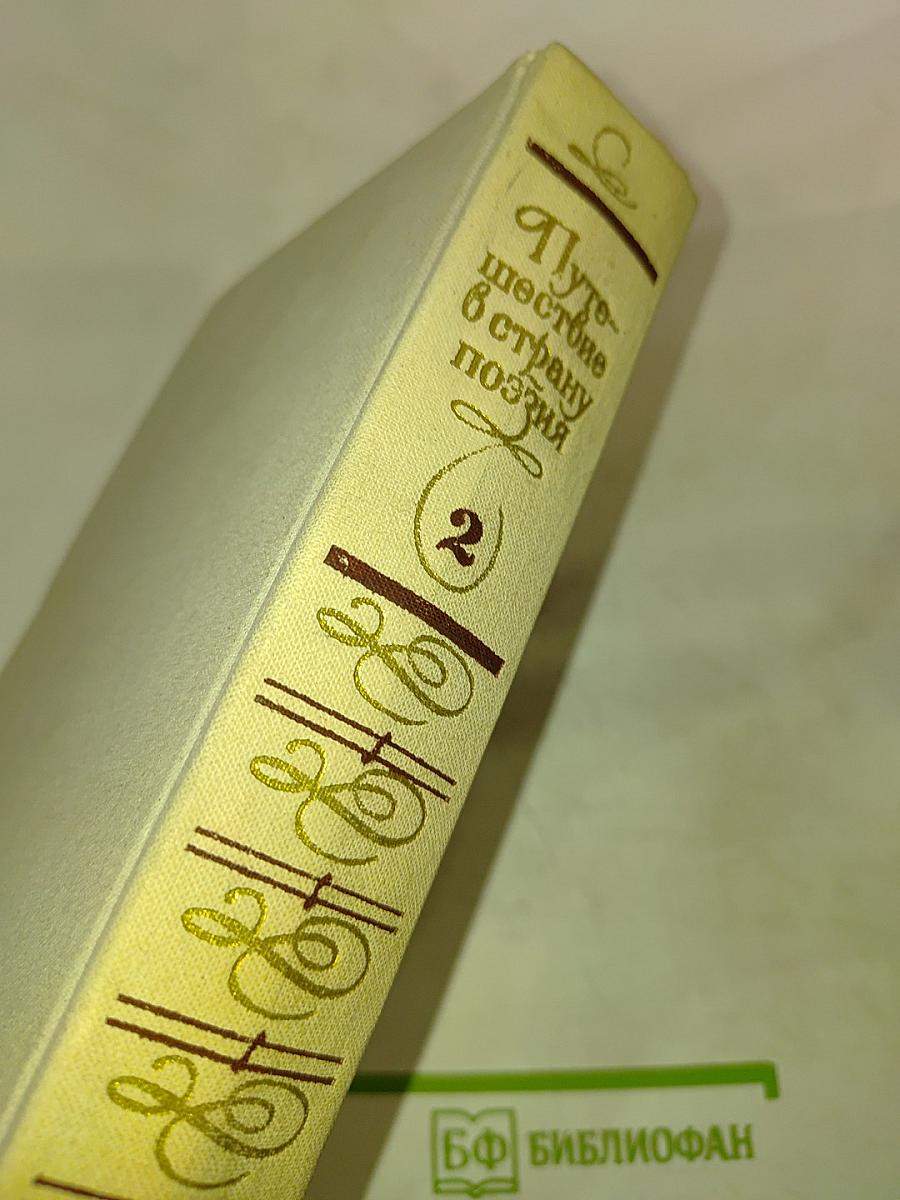 Путе-
шествие
в страну
поэзия
2
БФ БИБЛИОФАН